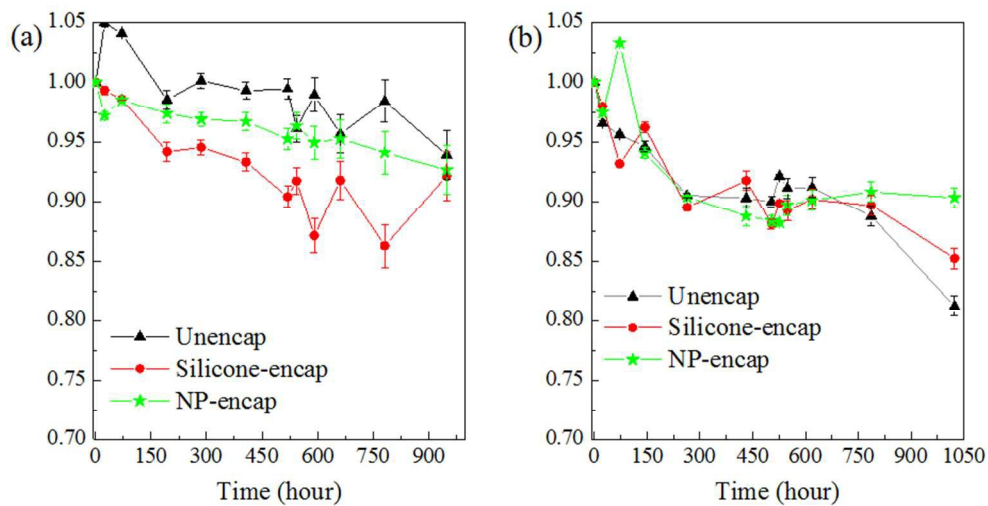 (a)
1.05
1.00
0.95
0.90
0.85
0.80
0.75
0.70
Unencap
Silicone-encap
NP-encap
0 150 300 450 600 750 900
Time (hour)
(b)
1.05
1.00
0.95
0.90
0.85
0.80
0.75
0.70
Unencap
Silicone-encap
NP-encap
0 150 300 450 600 750 900 1050
Time (hour)